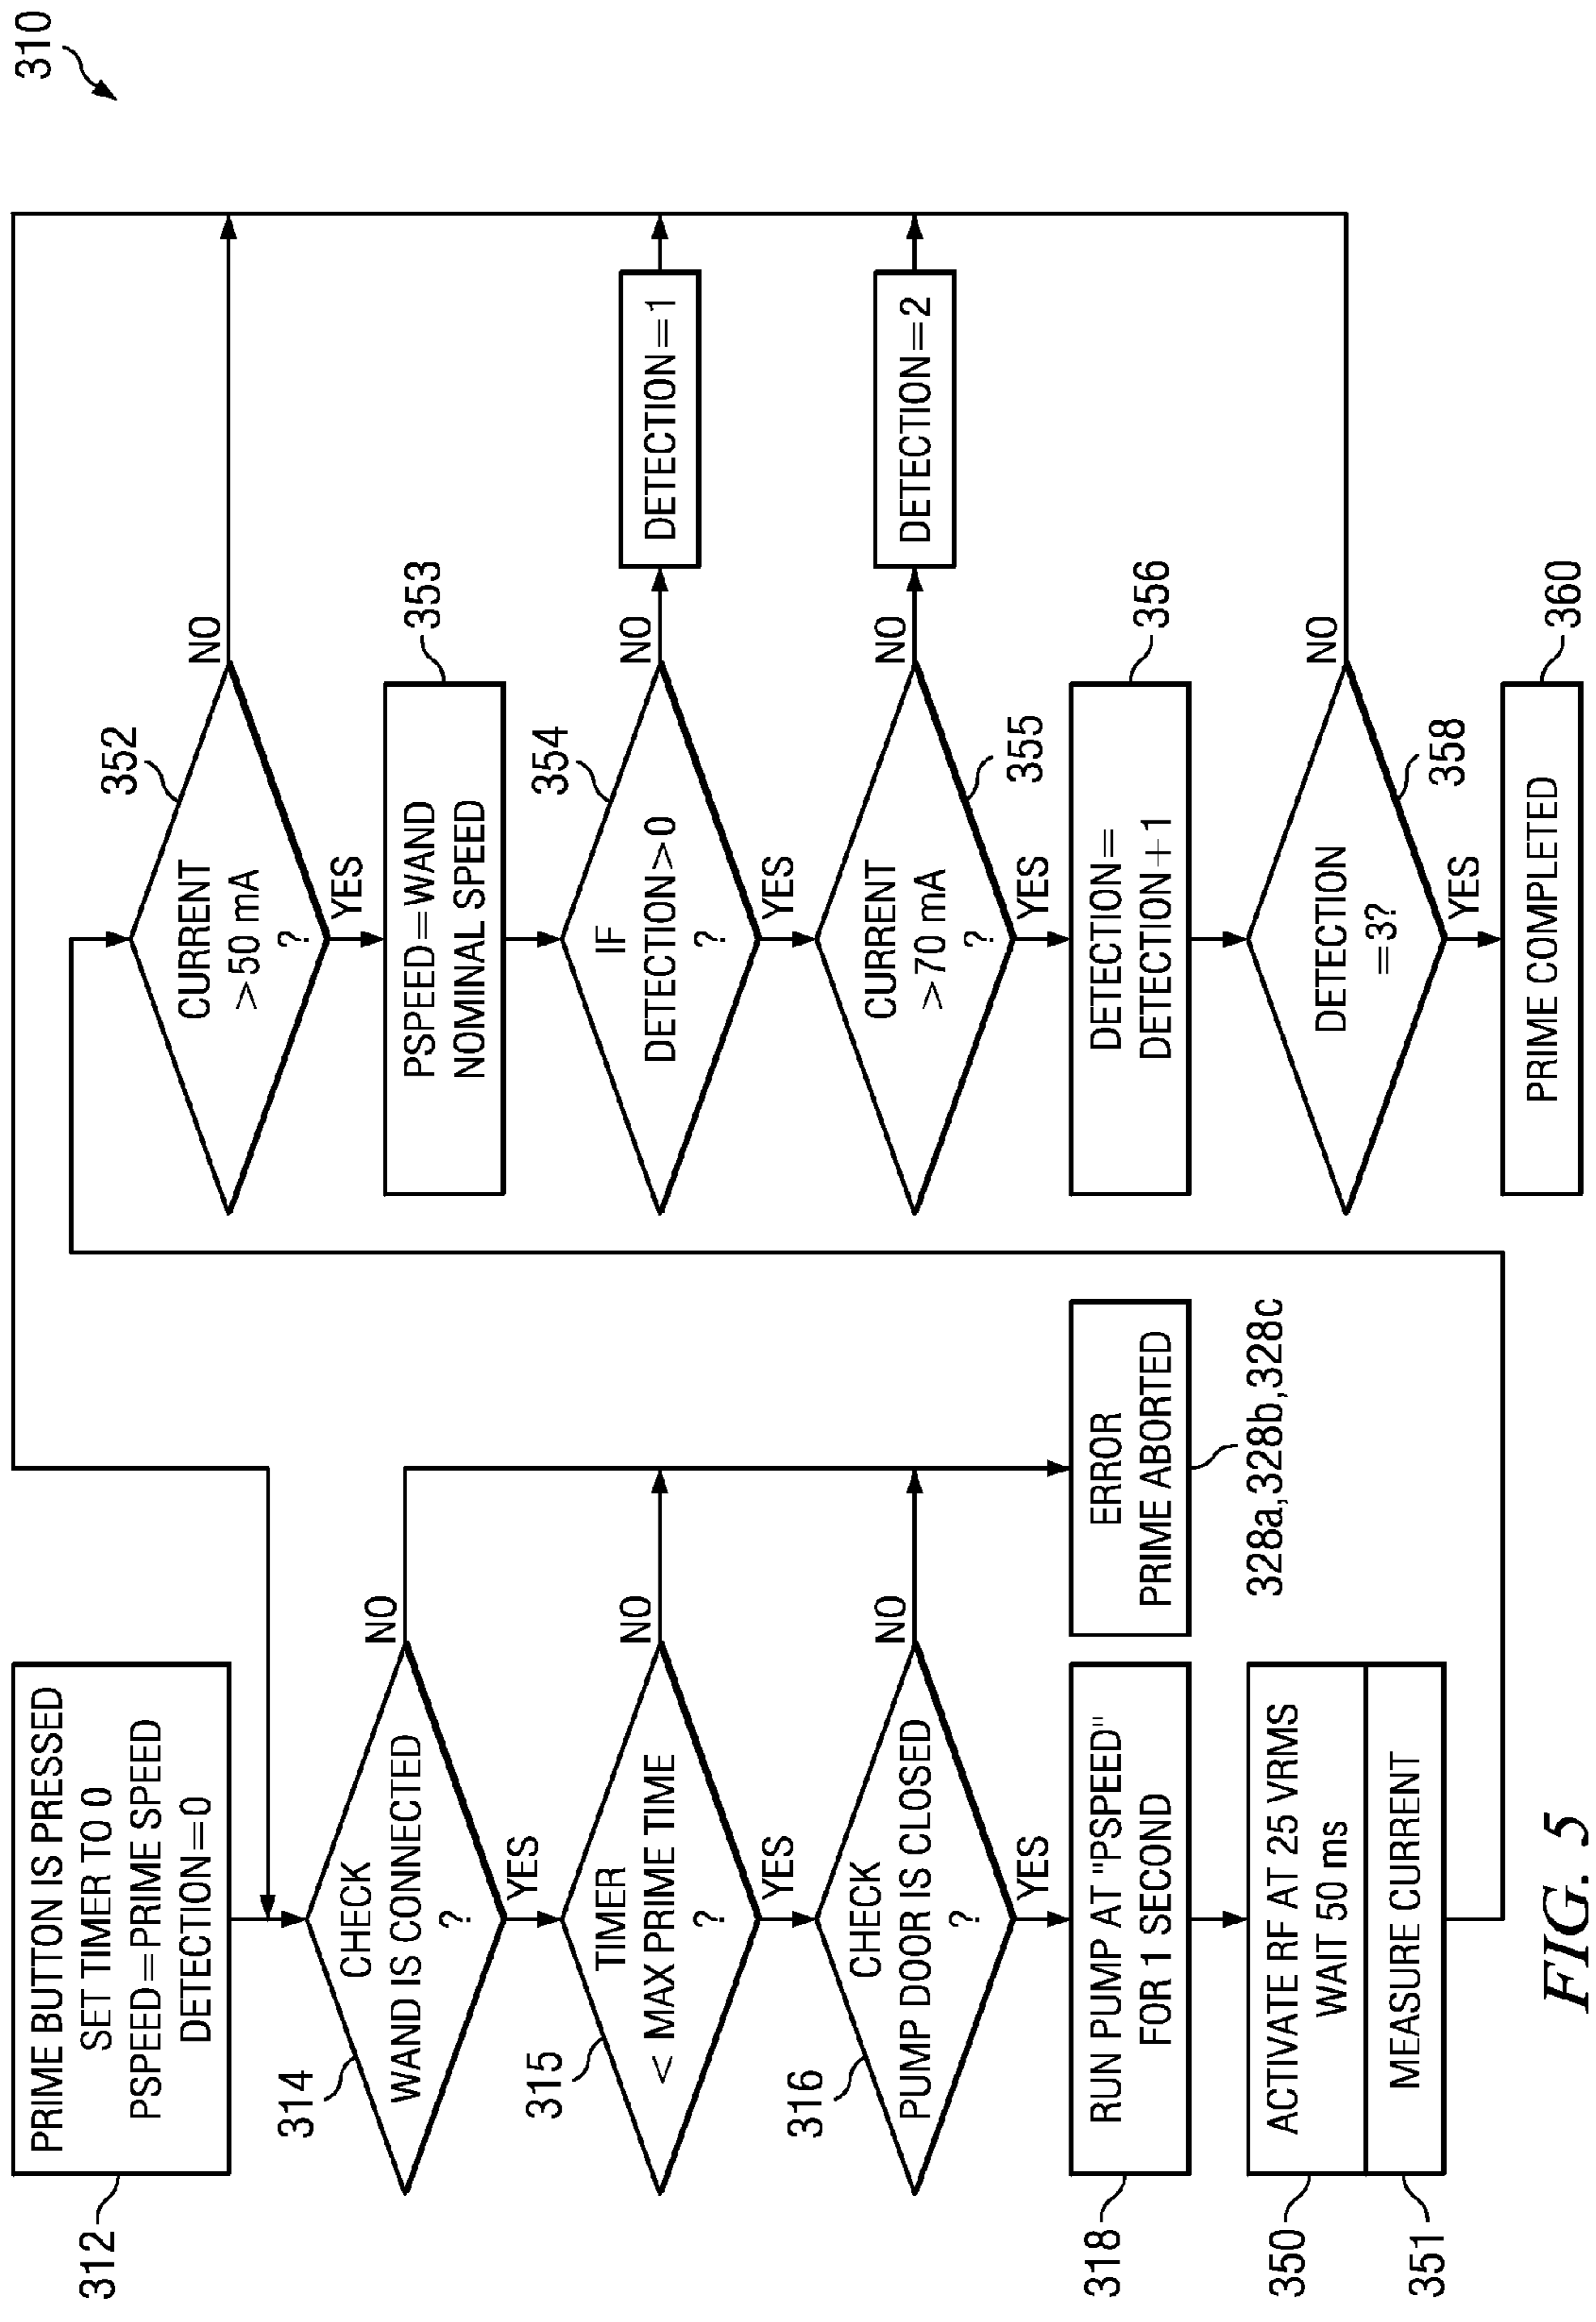 310
PRIME BUTTON IS PRESSED
SET TIMER TO 0
PSPEED=PRIME SPEED
DETECTION=0
312
CHECK
WAND IS CONNECTED
?
314
NO
YES
TIMER
< MAX PRIME TIME
?
315
NO
YES
CHECK
PUMP DOOR IS CLOSED
?
316
NO
YES
RUN PUMP AT "PSPEED"
FOR 1 SECOND
318
ERROR
PRIME ABORTED
328a,328b,328c
ACTIVATE RF AT 25 VRMS
WAIT 50 ms
350
MEASURE CURRENT
351
CURRENT
>50 mA
?
352
NO
YES
PSPEED=WAND
NOMINAL SPEED
353
IF
DETECTION>0
?
354
NO
DETECTION=1
YES
CURRENT
>70 mA
?
355
NO
DETECTION=2
YES
DETECTION=
DETECTION+1
356
DETECTION
=3?
358
NO
YES
PRIME COMPLETED
360
FIG. 5